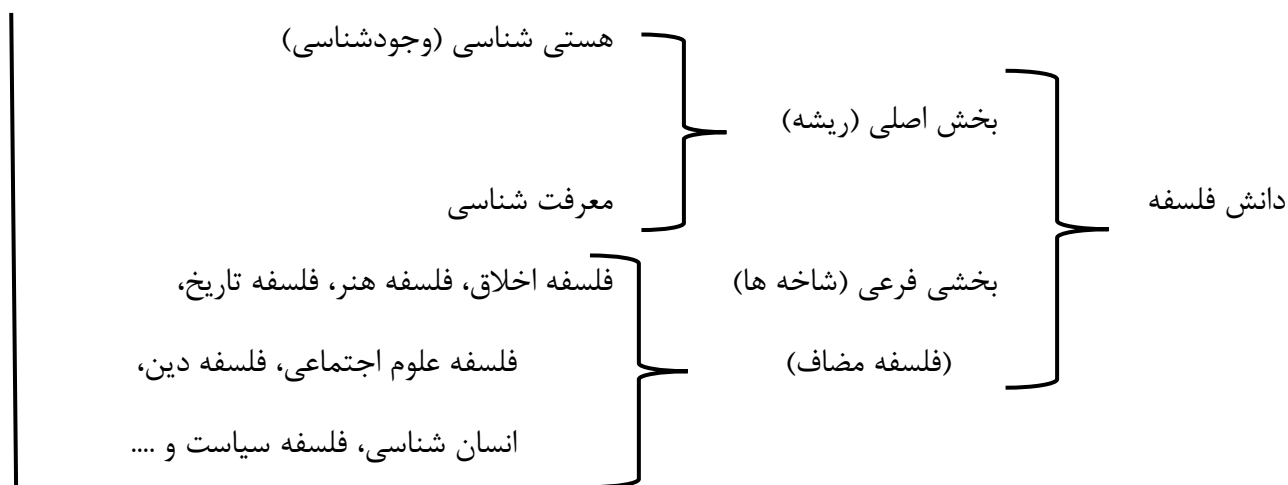 هستی شناسی (وجودشناسی)
بخش اصلی (ریشه)
دانش فلسفه
معرفت شناسی
بخشی فرعی (شاخه ها)
فلسفه اخلاق، فلسفه هنر، فلسفه تاریخ،
(فلسفه مضاف)
فلسفه علوم اجتماعی، فلسفه دین،
انسان شناسی، فلسفه سیاست و ....